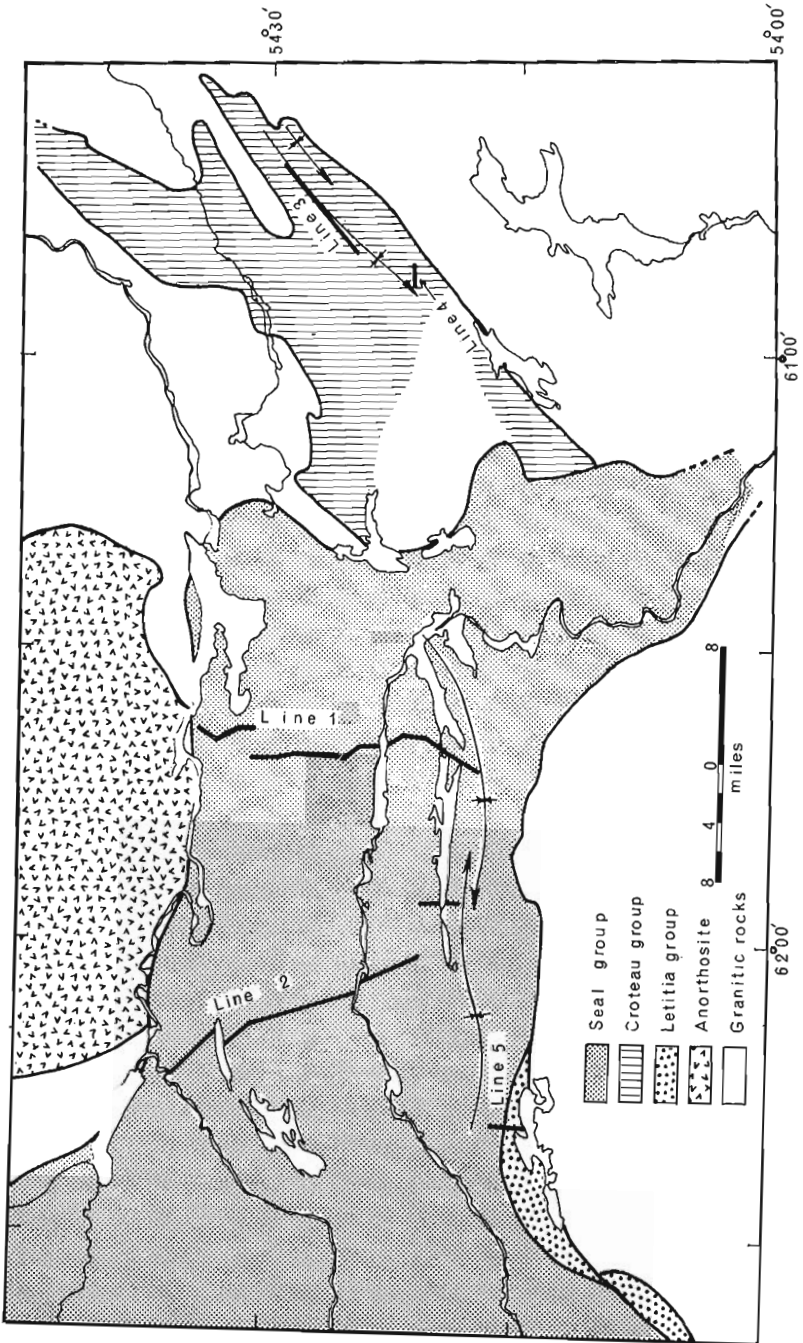 54°30'
54°00'
Line 3
Line 4
61°00'
Line 1
Line 2
62°00'
Line 5
8 4 0 8
miles
Seal group
Croteau group
Letitia group
Anorthosite
Granitic rocks